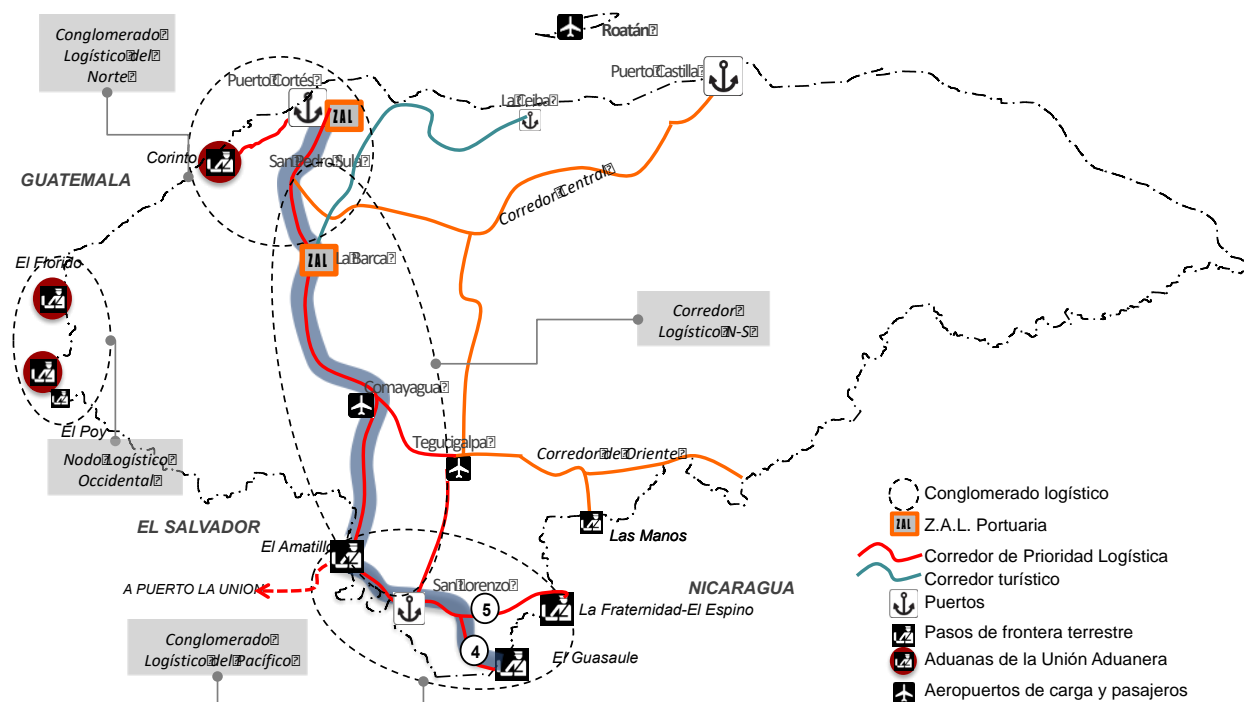 Conglomerado
Logístico del
Norte
Roatán
Puerto Cortés
Puerto Castilla
ZAL
La Ceiba
Corinto
San Pedro Sula
GUATEMALA
Corredor Central
El Florido
ZAL
La Barca
Corredor
Logístico N-S
Comayagua
El Poy
Tegucigalpa
Corredor de Oriente
Nodo Logístico
Occidental
EL SALVADOR
Las Manos
El Amatillo
A PUERTO LA UNION
San Lorenzo
NICARAGUA
5
La Fraternidad-El Espino
4
El Guasaule
Conglomerado
Logístico del Pacífico
Conglomerado logístico
ZAL
Z.A.L. Portuaria
Corredor de Prioridad Logística
Corredor turístico
Puertos
Pasos de frontera terrestre
Aduanas de la Unión Aduanera
Aeropuertos de carga y pasajeros